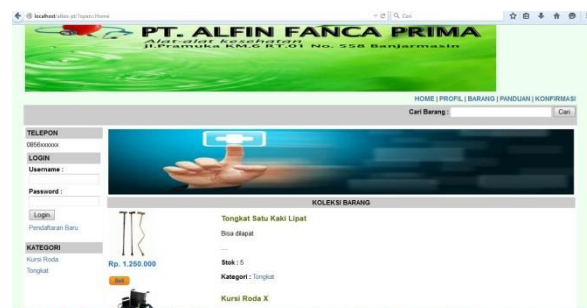 localhost/alfin-pt/?open=Home
Cari
PT. ALFIN FANCA PRIMA
Alat-alat kesehatan
Jl.Pramuka KM.6 RT.01 No. 558 Banjarmasin
HOME | PROFIL | BARANG | PANDUAN | KONFIRMASI
Cari Barang : Cari
TELEPON
0856xxxxxx
LOGIN
Username :
Password :
Login
Pendaftaran Baru
KATEGORI
Kursi Roda
Tongkat
KOLEKSI BARANG
Tongkat Satu Kaki Lipat
Bisa dilapat
....
Rp. 1.250.000
Stok : 5
Beli
Kategori : Tongkat
Kursi Roda X